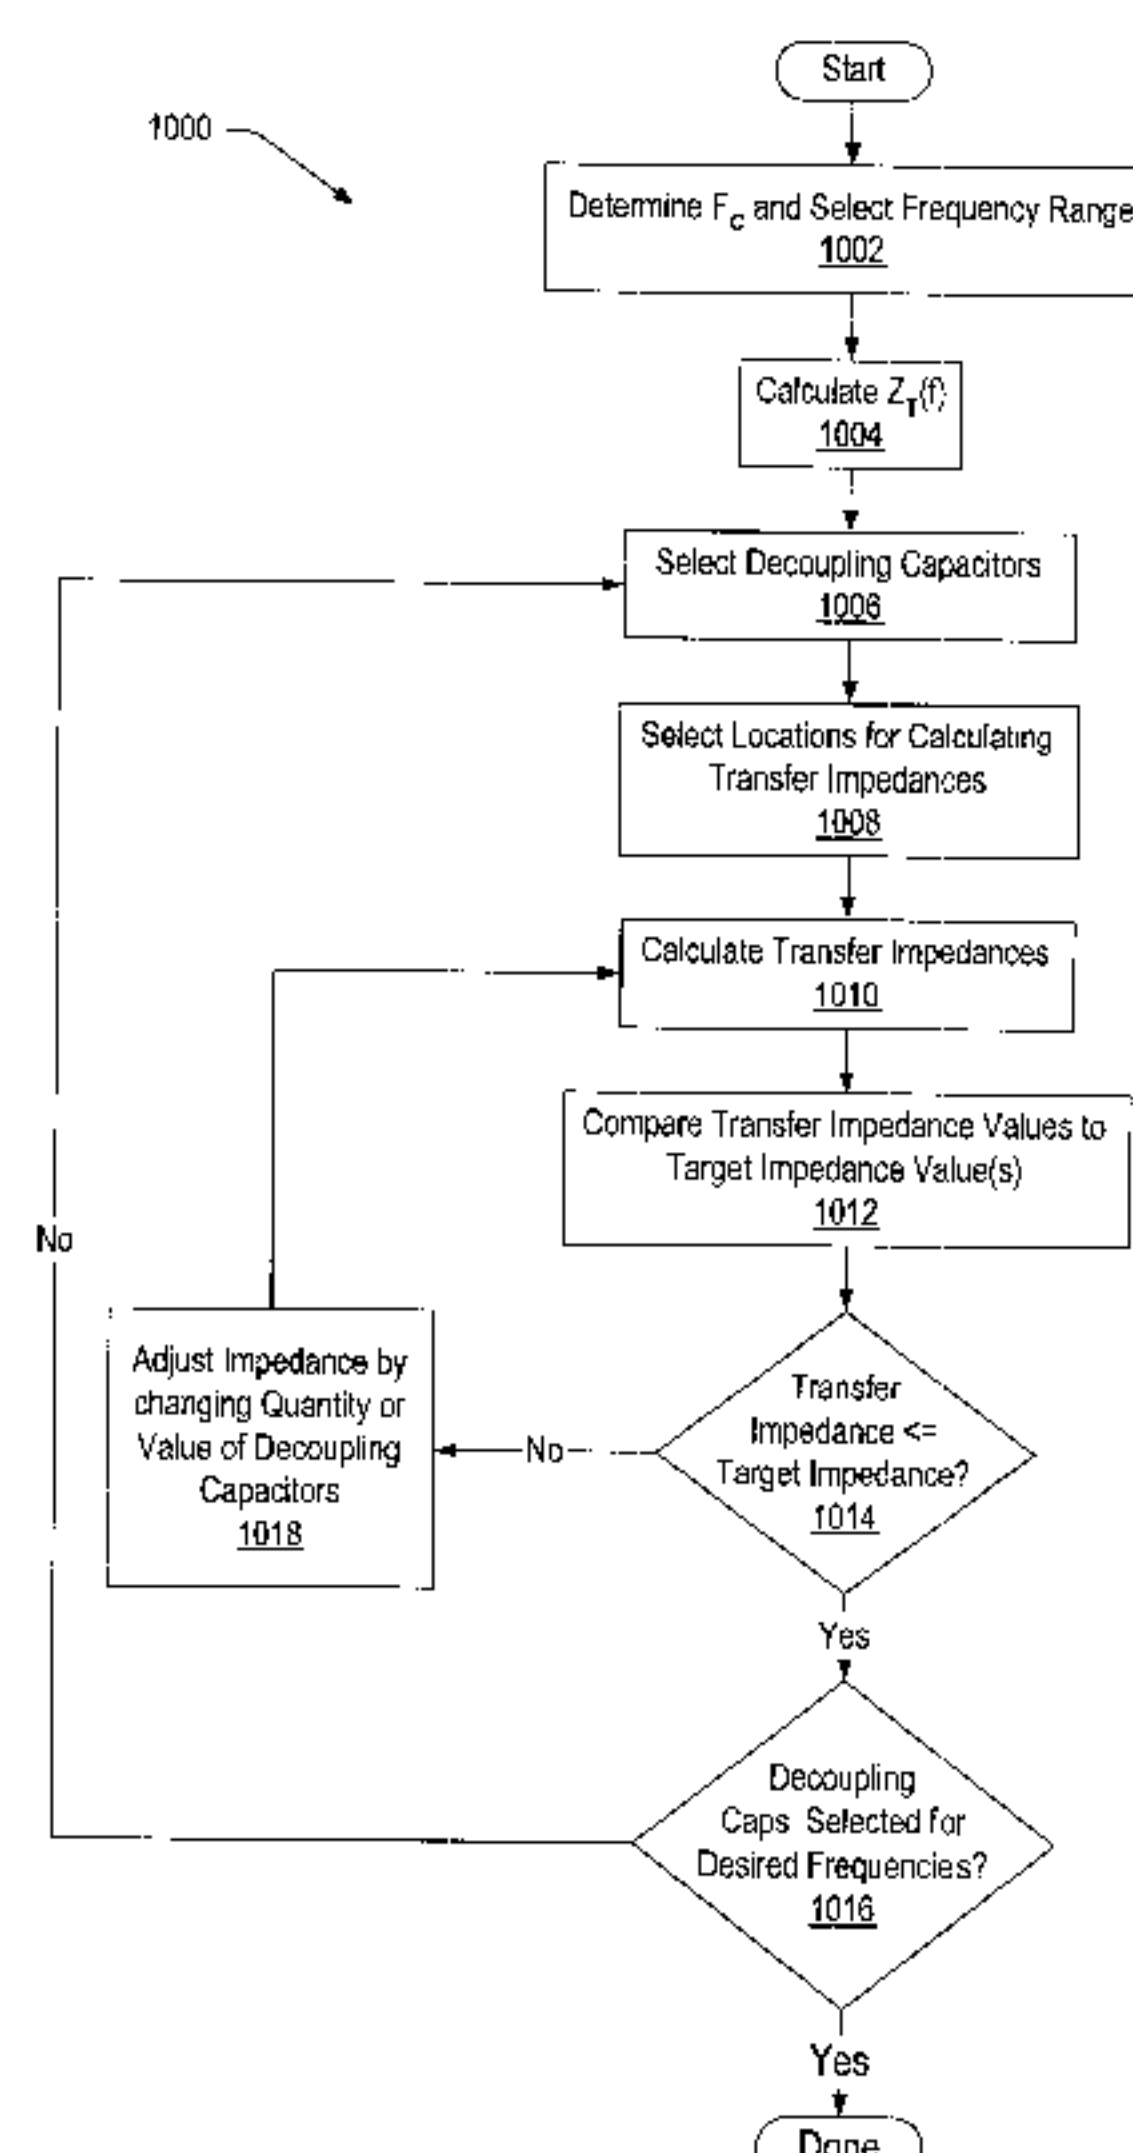 Start
1000
Determine Fc and Select Frequency Range
1002
Calculate ZT(f)
1004
Select Decoupling Capacitors
1006
Select Locations for Calculating
Transfer Impedances
1008
Calculate Transfer Impedances
1010
Compare Transfer Impedance Values to
Target Impedance Value(s)
1012
No
Adjust Impedance by
changing Quantity or
Value of Decoupling
Capacitors
1018
No
Transfer
Impedance <=
Target Impedance?
1014
Yes
Decoupling
Caps Selected for
Desired Frequencies?
1016
Yes
Done